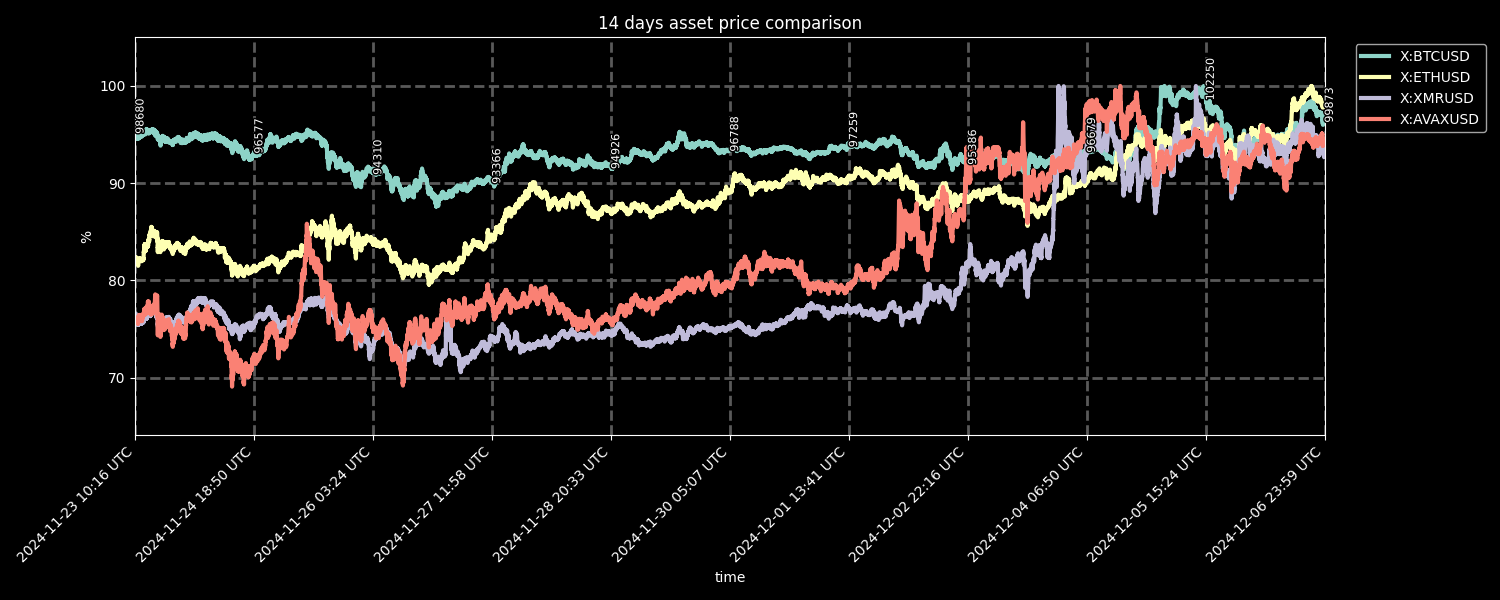 14 days asset price comparison
X:BTCUSD
X:ETHUSD
X:XMRUSD
X:AVAXUSD
100
90
80
70
%
98680
96577
94310
93366
94926
96788
97259
95386
96679
102250
99873
2024-11-23 10:16 UTC
2024-11-24 18:50 UTC
2024-11-26 03:24 UTC
2024-11-27 11:58 UTC
2024-11-28 20:33 UTC
2024-11-30 05:07 UTC
2024-12-01 13:41 UTC
2024-12-02 22:16 UTC
2024-12-04 06:50 UTC
2024-12-05 15:24 UTC
2024-12-06 23:59 UTC
time